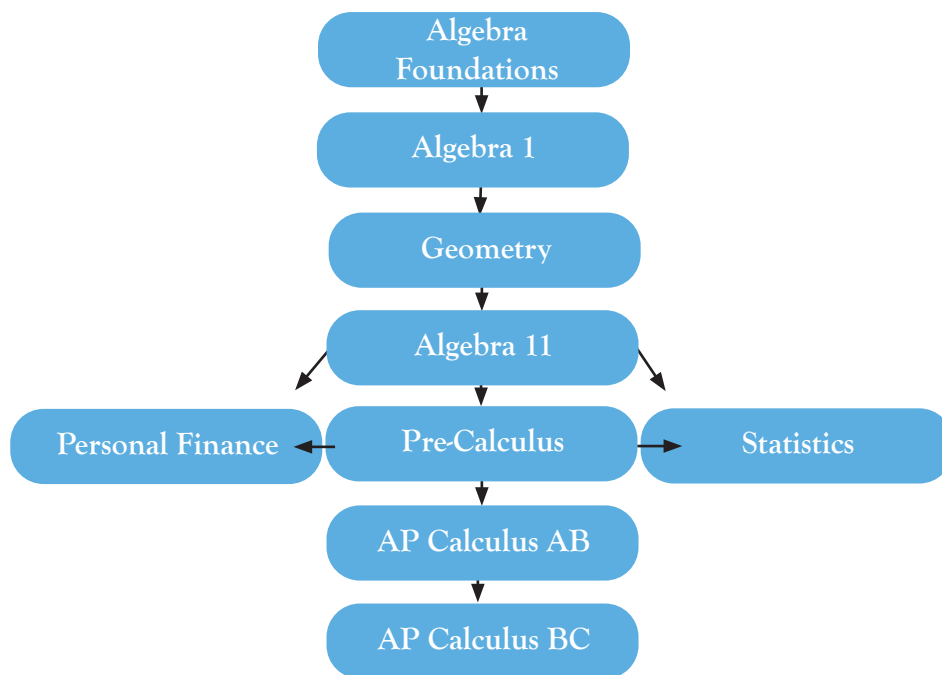 Algebra
Foundations
Algebra 1
Geometry
Algebra 11
Personal Finance
Pre-Calculus
Statistics
AP Calculus AB
AP Calculus BC